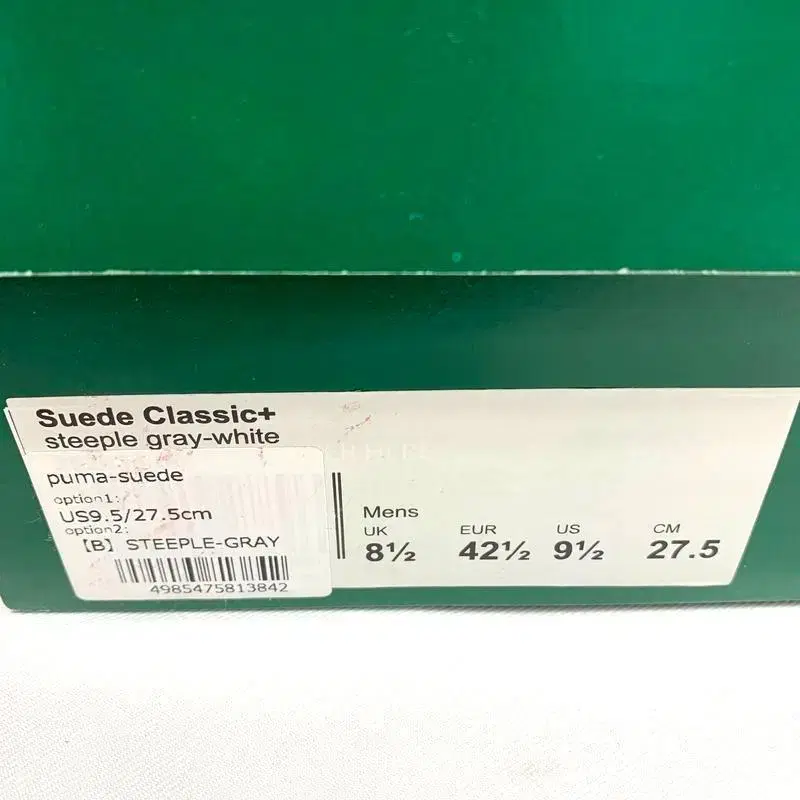 Suede Classic+
steeple gray-white
puma-suede
option1:
US9.5/27.5cm
option2:
【B】 STEEPLE-GRAY
4985475813842
Mens
UK EUR US CM
8½ 42½ 9½ 27.5